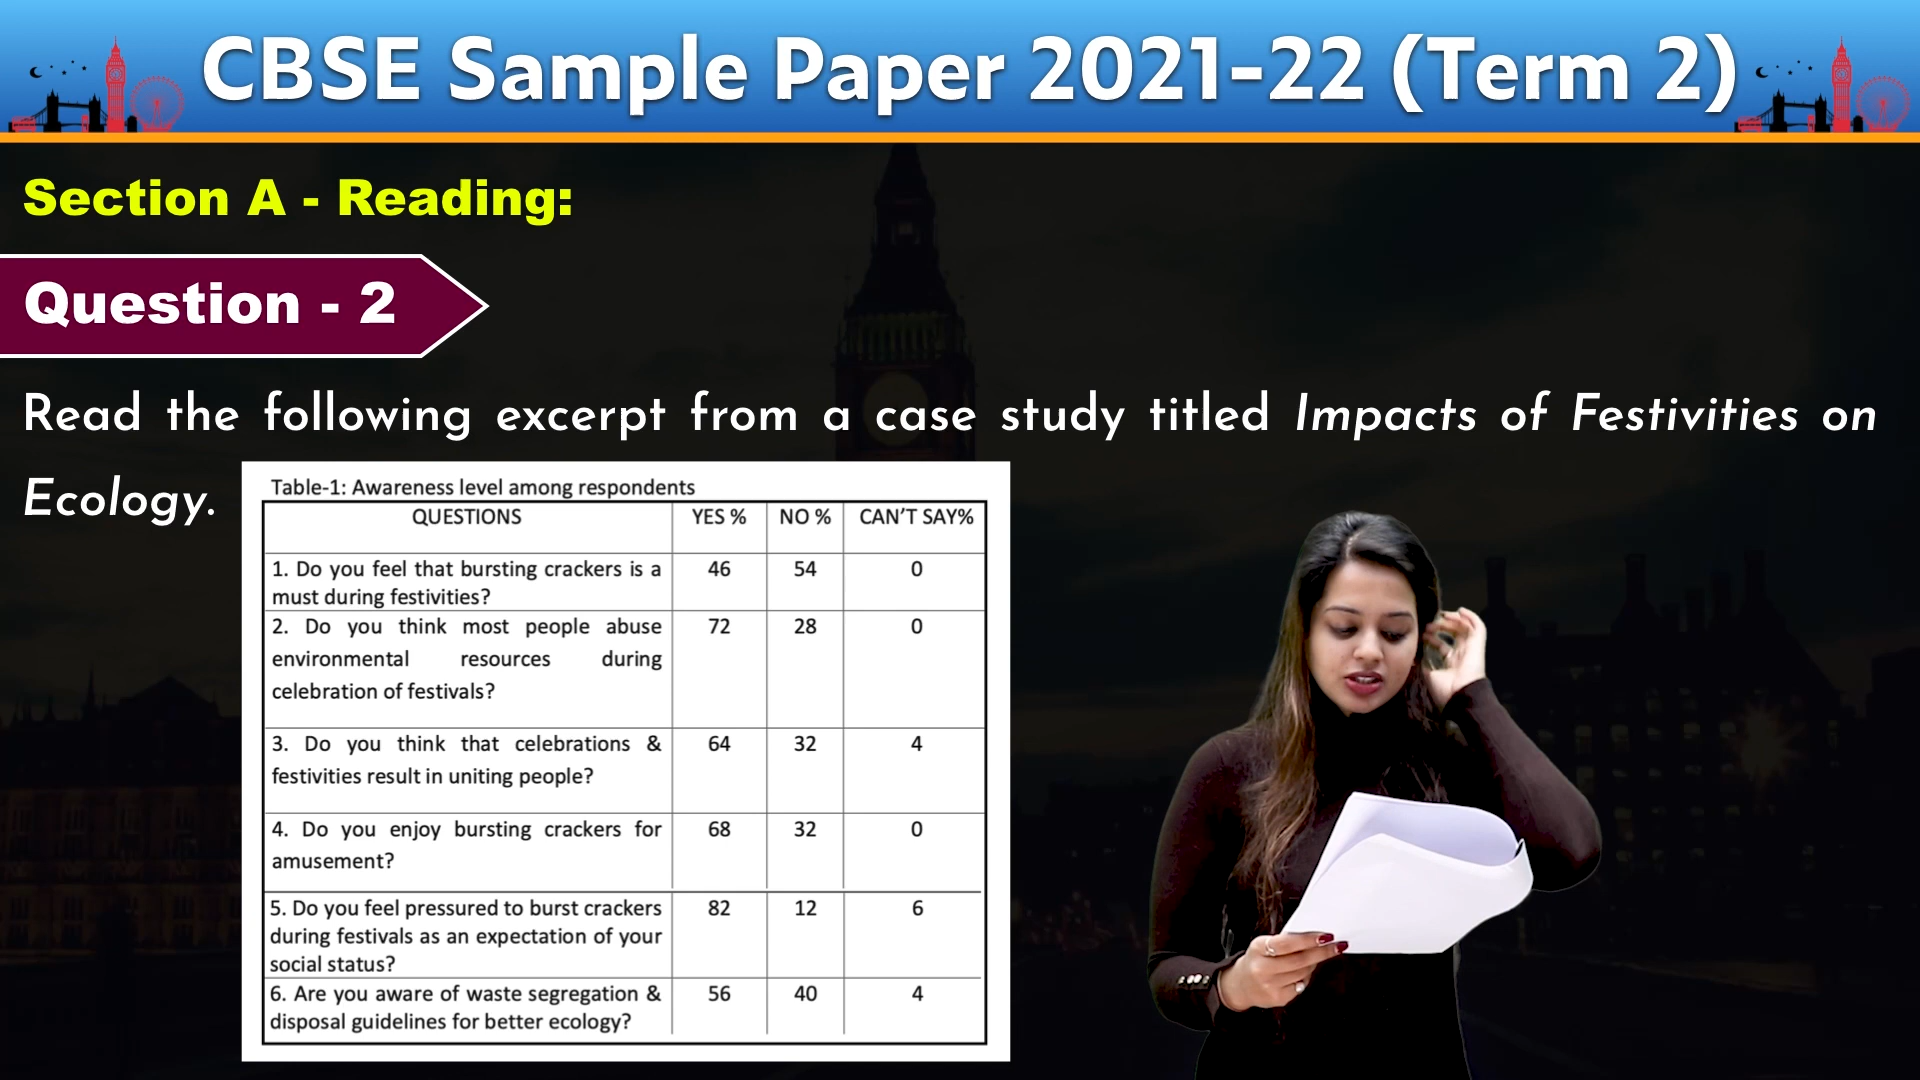 CBSE Sample Paper 2021-22 (Term 2)
Section A - Reading:
Question - 2
Read the following excerpt from a case study titled Impacts of Festivities on
Ecology.
Table-1: Awareness level among respondents
QUESTIONS YES % NO % CAN'T SAY%
1. Do you feel that bursting crackers is a 46 54 0
must during festivities?
2. Do you think most people abuse 72 28 0
environmental resources during
celebration of festivals?
3. Do you think that celebrations & 64 32 4
festivities result in uniting people?
4. Do you enjoy bursting crackers for 68 32 0
amusement?
5. Do you feel pressured to burst crackers 82 12 6
during festivals as an expectation of your
social status?
6. Are you aware of waste segregation & 56 40 4
disposal guidelines for better ecology?